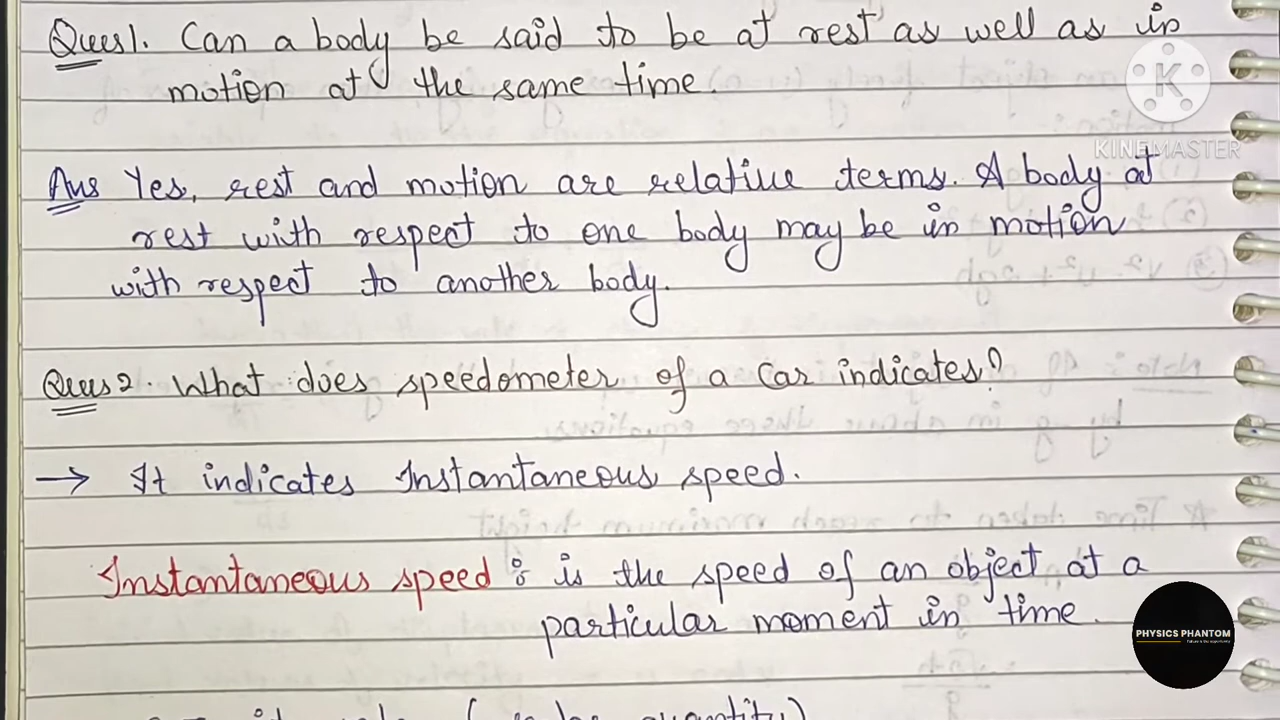 Ques1. Can a body be said to be at rest as well as in
motion at the same time.
K
KINEMASTER
Ans Yes, rest and motion are relative terms. A body at
rest with respect to one body may be in motion
with respect to another body.
Ques 2. What does speedometer of a Car indicates?
→ It indicates Instantaneous speed.
Instantaneous speed : is the speed of an object at a
particular moment in time.
PHYSICS PHANTOM
quantity)